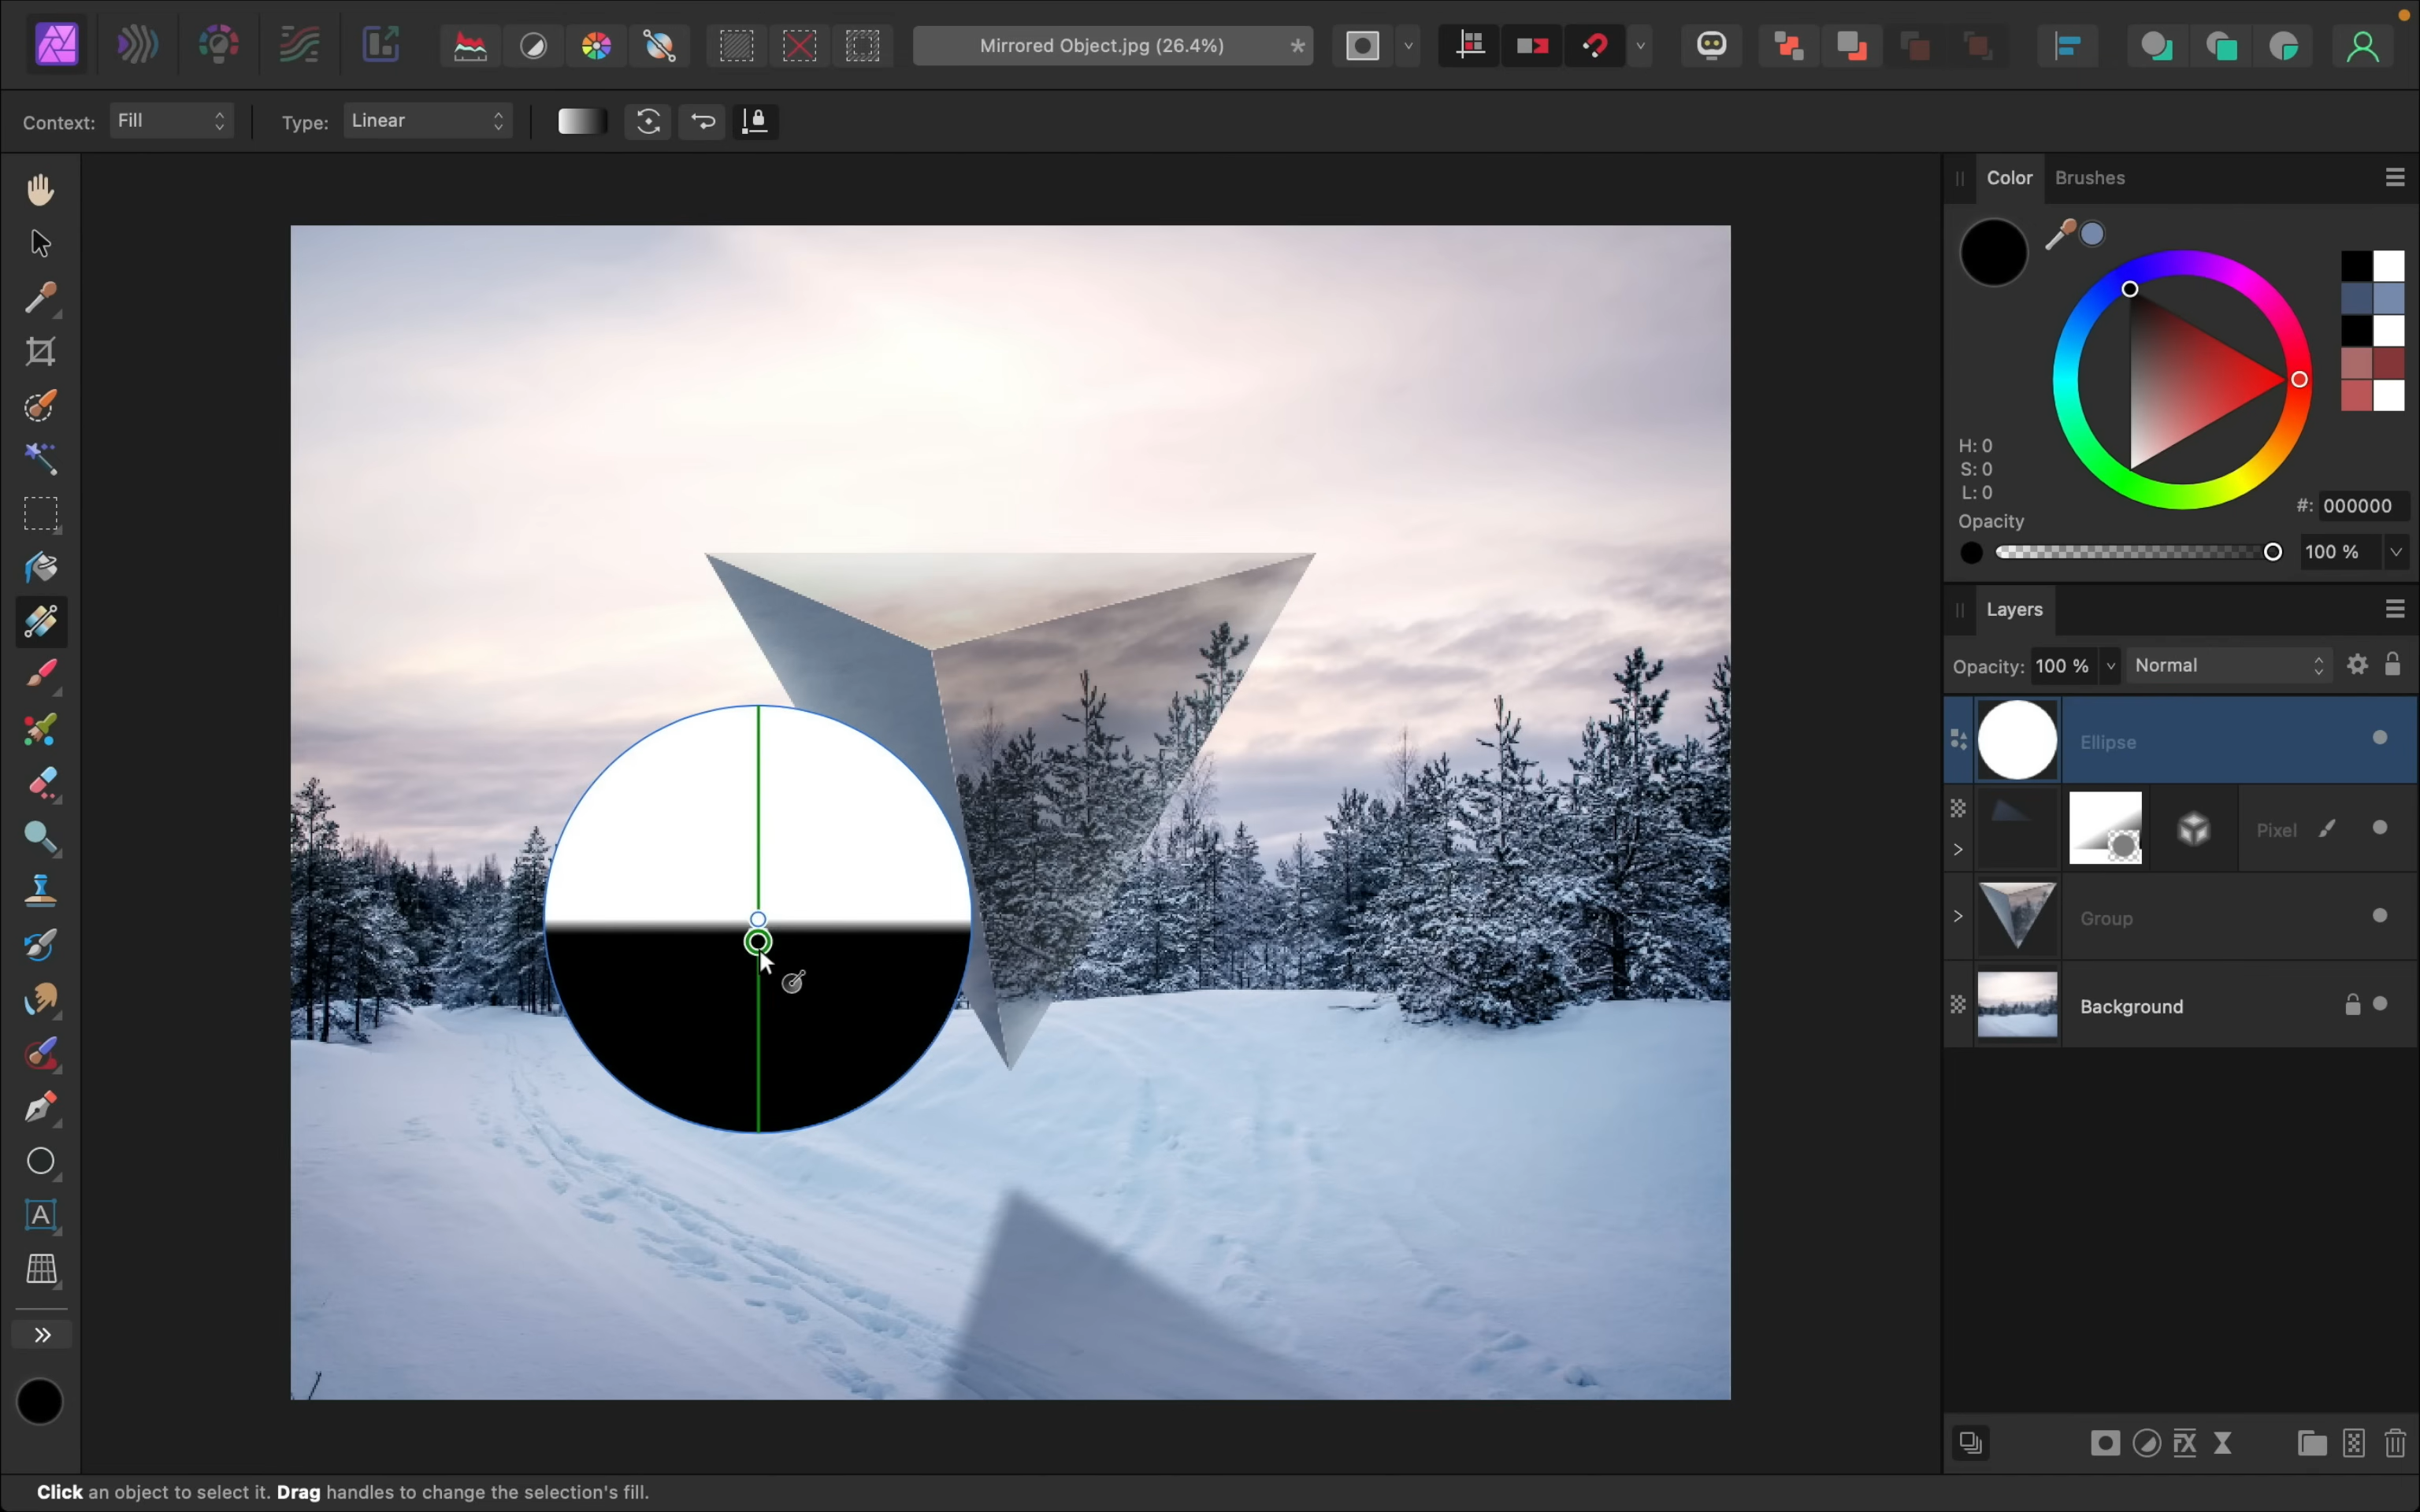 Mirrored Object.jpg (26.4%) *
Context: Fill Type: Linear
Color Brushes
H: 0
S: 0
L: 0
#: 000000
Opacity
100 %
Layers
Opacity: 100 % Normal
Ellipse
Pixel
Group
Background
A
FX
Click an object to select it. Drag handles to change the selection's fill.